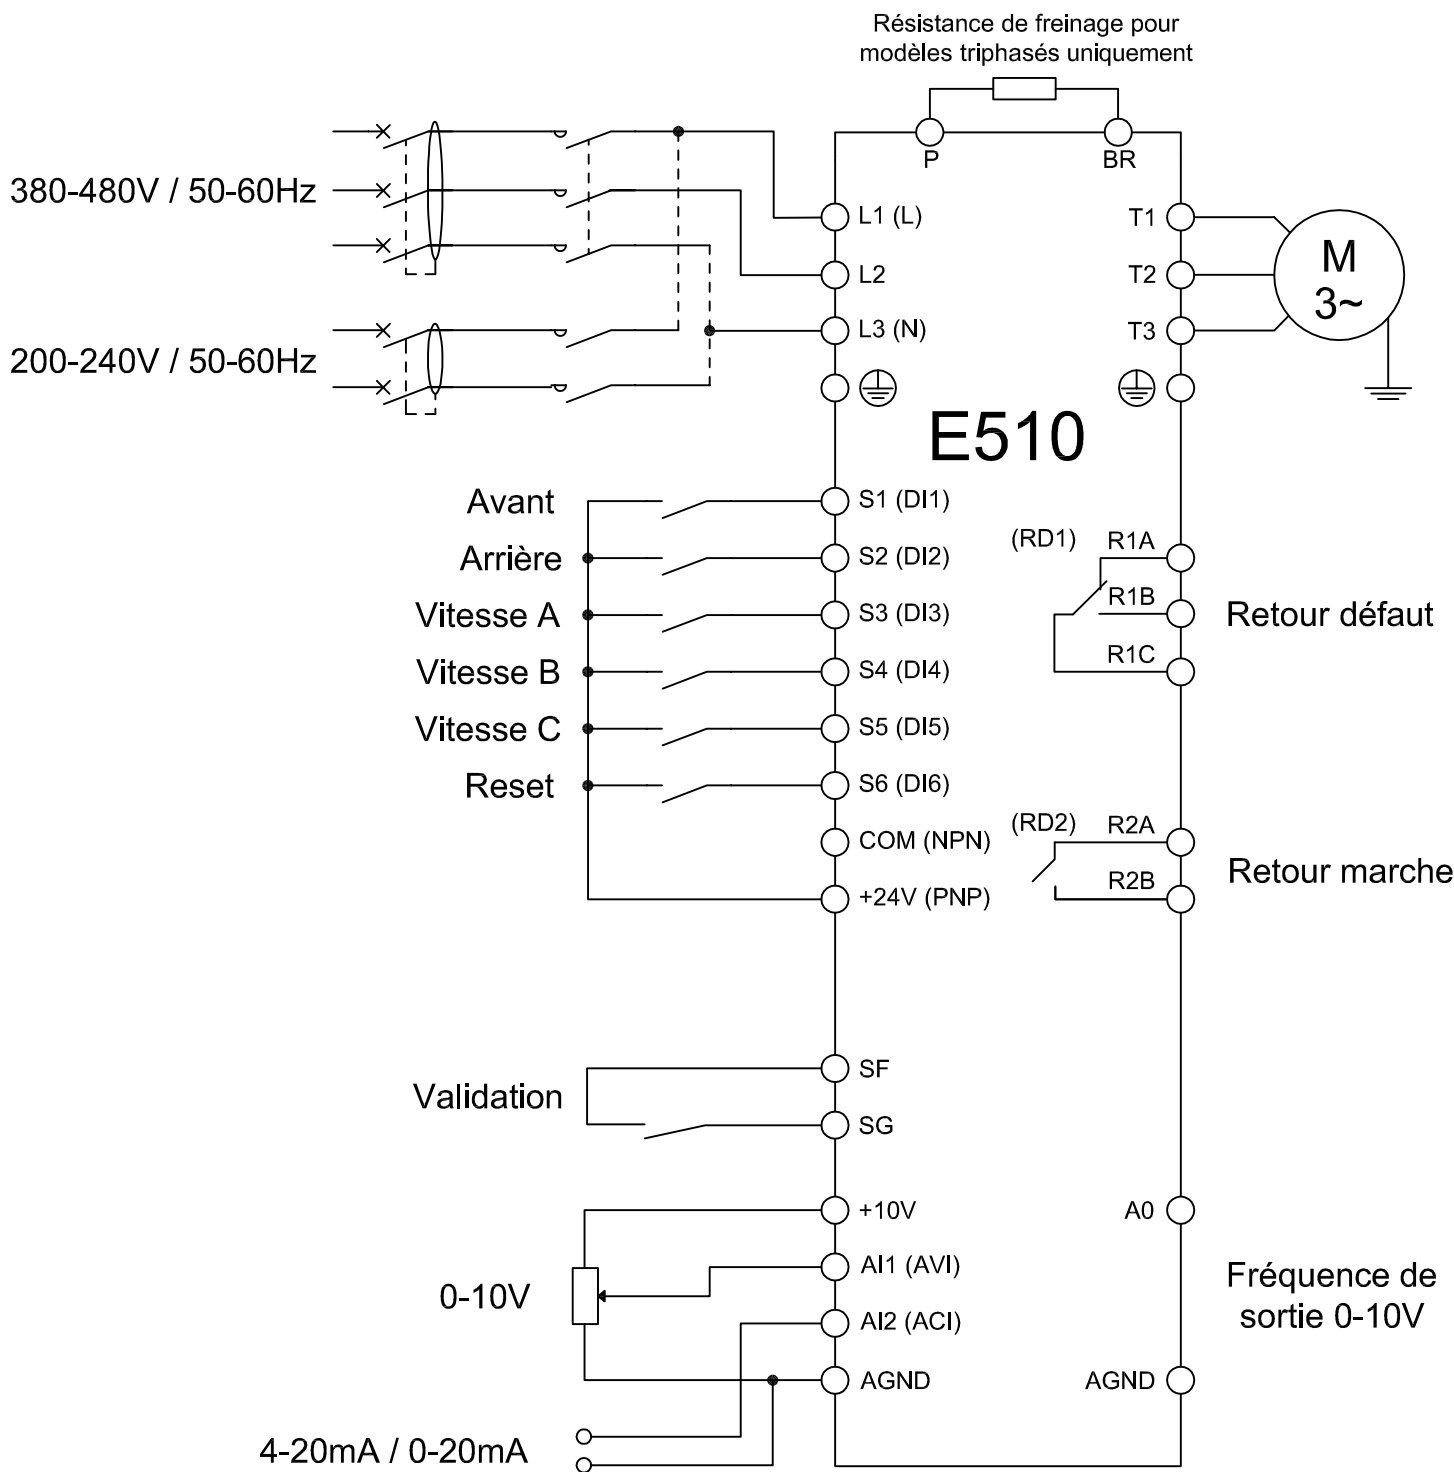 Résistance de freinage pour
modèles triphasés uniquement
P
BR
380-480V / 50-60Hz
L1 (L)
T1
L2
T2
L3 (N)
T3
M
3~
200-240V / 50-60Hz
E510
Avant
S1 (DI1)
Arrière
S2 (DI2)
Vitesse A
S3 (DI3)
Vitesse B
S4 (DI4)
Vitesse C
S5 (DI5)
Reset
S6 (DI6)
COM (NPN)
+24V (PNP)
(RD1)
R1A
R1B
R1C
Retour défaut
(RD2)
R2A
R2B
Retour marche
Validation
SF
SG
0-10V
+10V
AI1 (AVI)
AI2 (ACI)
AGND
4-20mA / 0-20mA
A0
Fréquence de
sortie 0-10V
AGND